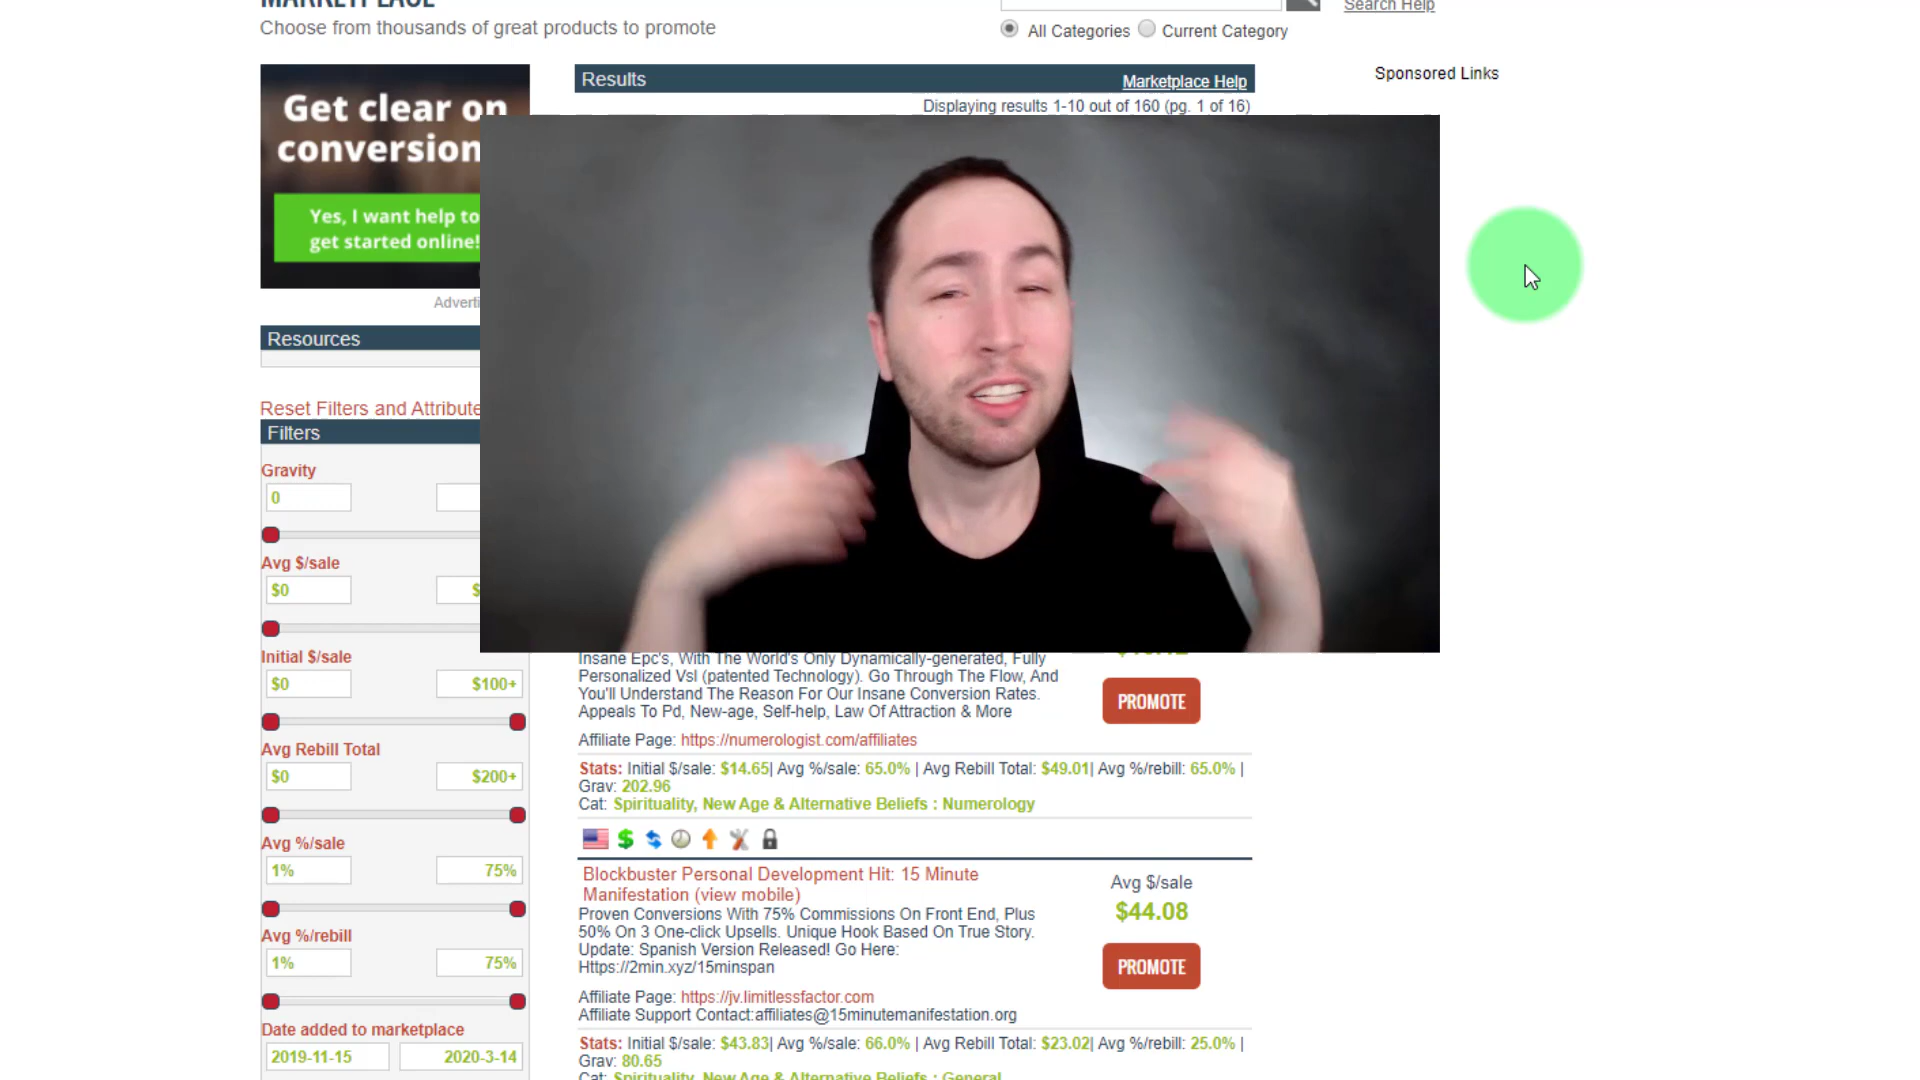 MARKETPLACE
Choose from thousands of great products to promote
Search Help
All Categories
Current Category
Get clear on
conversion
Yes, I want help to
get started online!
Adverti
Resources
Reset Filters and Attribute
Filters
Gravity
0
Avg $/sale
$0
$
Initial $/sale
$0
$100+
Avg Rebill Total
$0
$200+
Avg %/sale
1%
75%
Avg %/rebill
1%
75%
Date added to marketplace
2019-11-15
2020-3-14
Results
Marketplace Help
Displaying results 1-10 out of 160 (pg. 1 of 16)
Insane Epc's, With The World's Only Dynamically-generated, Fully
Personalized Vsl (patented Technology). Go Through The Flow, And
You'll Understand The Reason For Our Insane Conversion Rates.
Appeals To Pd, New-age, Self-help, Law Of Attraction & More
PROMOTE
Affiliate Page: https://numerologist.com/affiliates
Stats: Initial $/sale: $14.65| Avg %/sale: 65.0% | Avg Rebill Total: $49.01| Avg %/rebill: 65.0% |
Grav: 202.96
Cat: Spirituality, New Age & Alternative Beliefs : Numerology
Blockbuster Personal Development Hit: 15 Minute
Manifestation (view mobile)
Proven Conversions With 75% Commissions On Front End, Plus
50% On 3 One-click Upsells. Unique Hook Based On True Story.
Update: Spanish Version Released! Go Here:
Https://2min.xyz/15minspan
Avg $/sale
$44.08
PROMOTE
Affiliate Page: https://jv.limitlessfactor.com
Affiliate Support Contact:affiliates@15minutemanifestation.org
Stats: Initial $/sale: $43.83| Avg %/sale: 66.0% | Avg Rebill Total: $23.02| Avg %/rebill: 25.0% |
Grav: 80.65
Cat: Spirituality, New Age & Alternative Beliefs : General
Sponsored Links